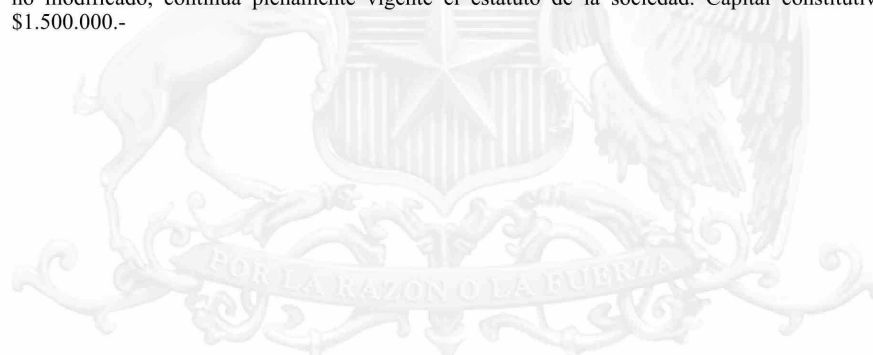 no modificado, continúa plenamente vigente el estatuto de la sociedad. Capital
$1.500.000.-
POR LA RAZON O LA FUERZA